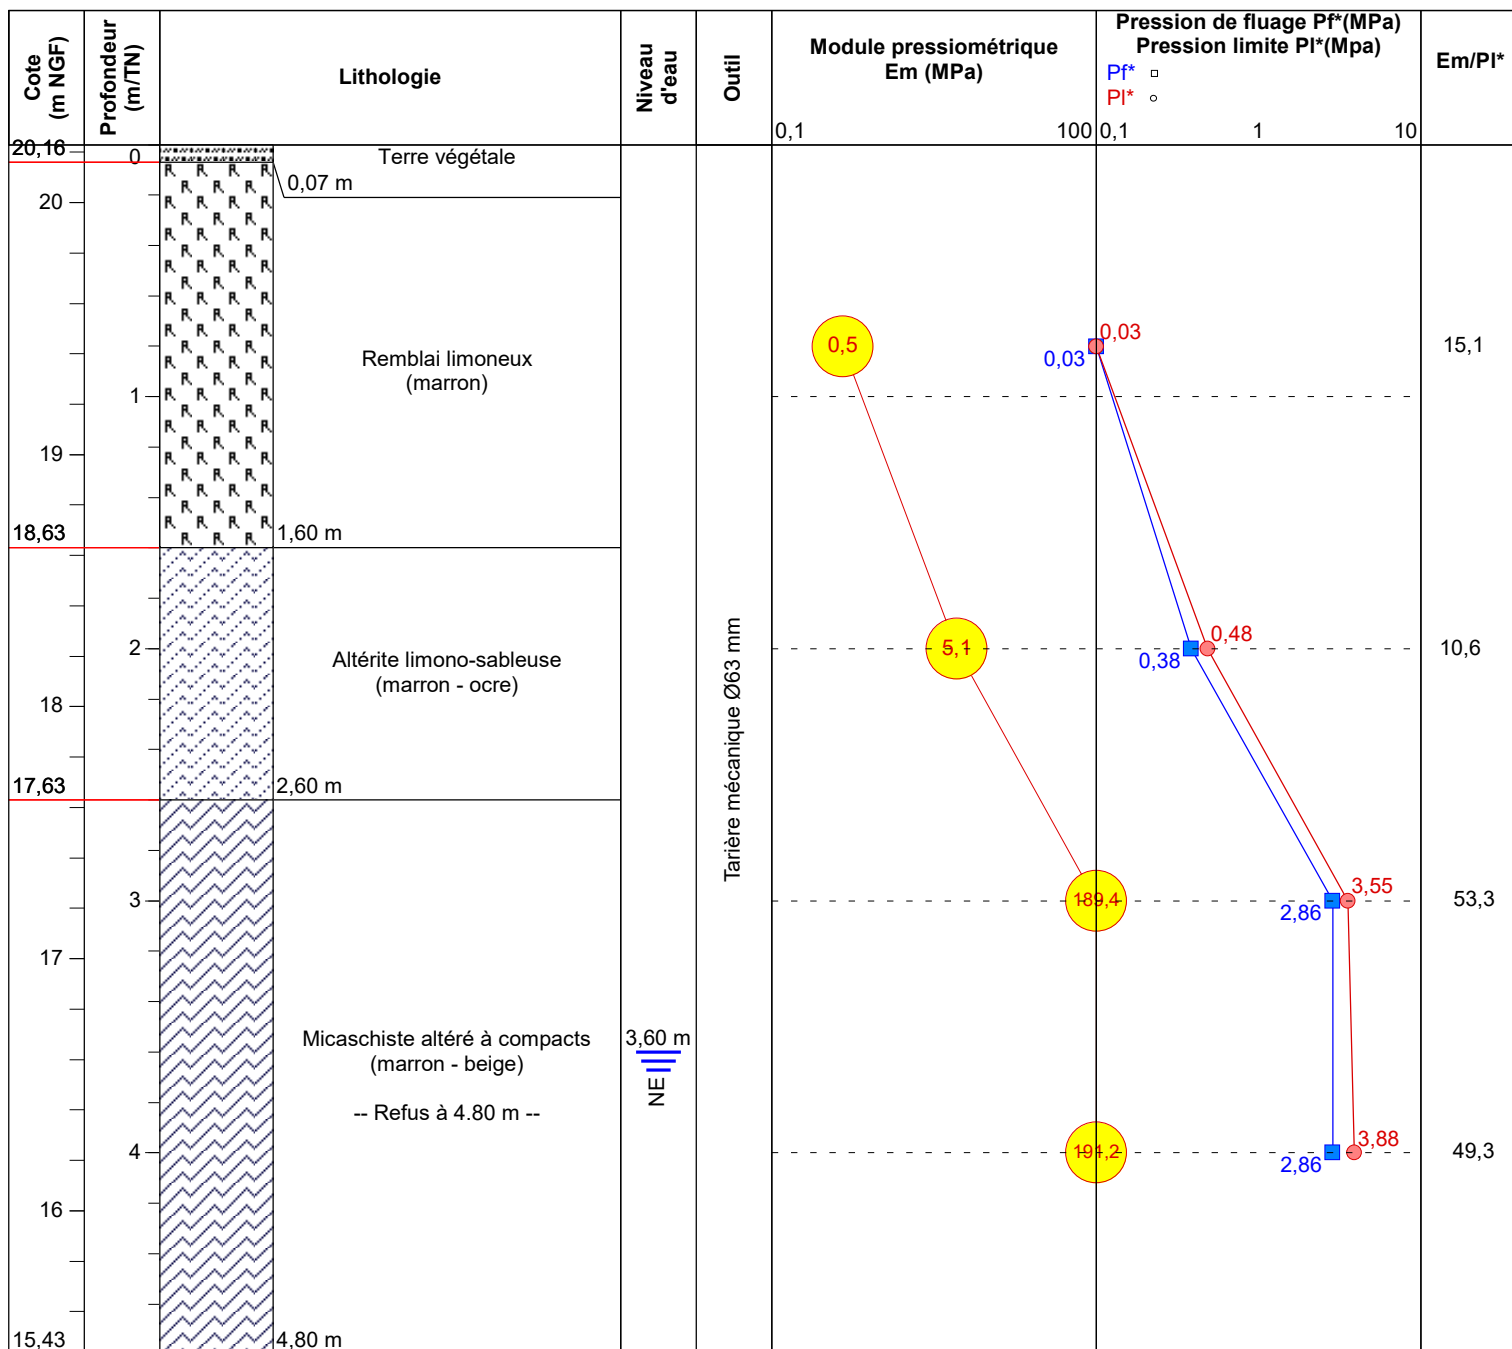 Cote
(m NGF)
Profondeur
(m/TN)
Lithologie
Niveau
d'eau
Outil
Module pressiométrique
Em (MPa)
0,1
100
Pression de fluage Pf*(MPa)
Pression limite Pl*(Mpa)
Pf*
Pl*
0,1
1
10
Em/Pl*
20,16
0
Terre végétale
0,07 m
20
Remblai limoneux
(marron)
0,5
0,03
0,03
15,1
1
19
18,63
1,60 m
Altérite limono-sableuse
(marron - ocre)
2
5,1
0,48
0,38
10,6
18
17,63
2,60 m
Tarière mécanique Ø63 mm
3
189,4
3,55
2,86
53,3
17
Micaschiste altéré à compacts
(marron - beige)
-- Refus à 4.80 m --
3,60 m
NE
4
191,2
3,88
2,86
49,3
16
15,43
4,80 m